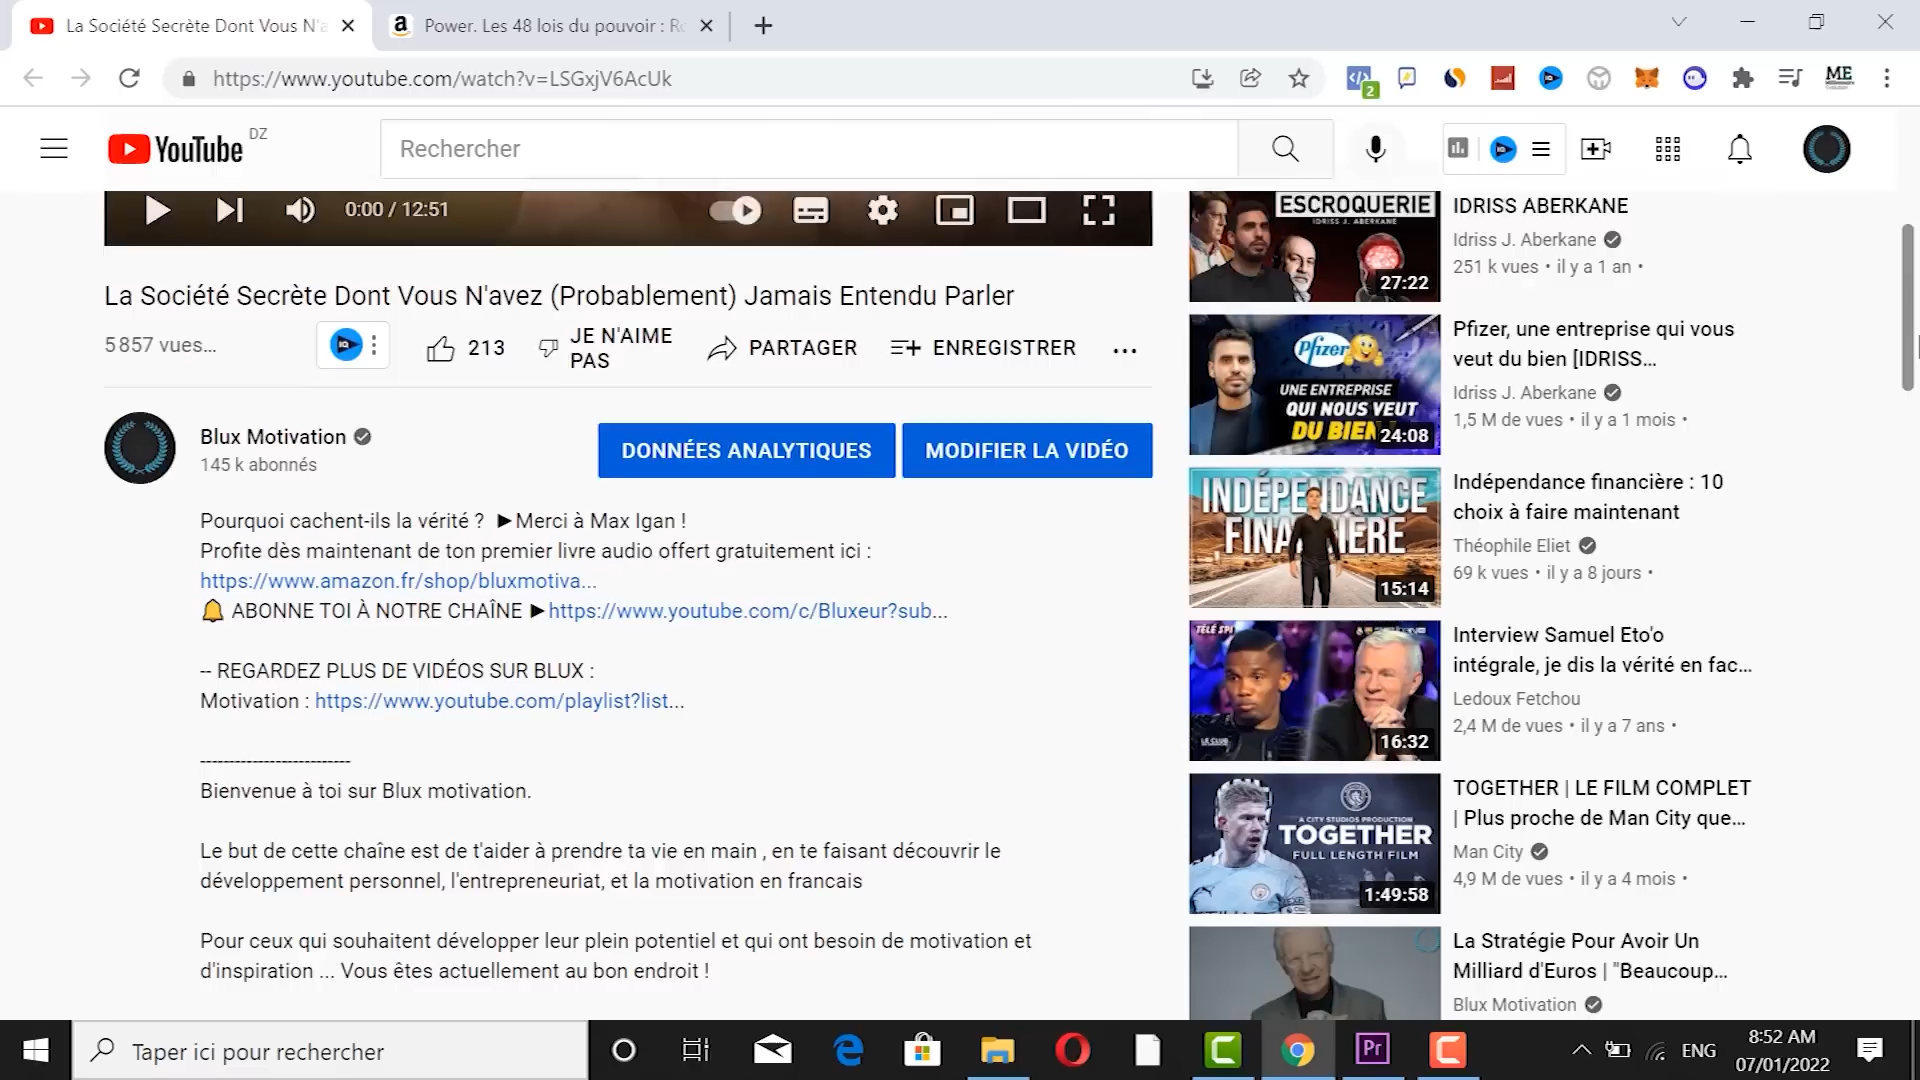 La Société Secrète Dont Vous N'a
Power. Les 48 lois du pouvoir : Ro
https://www.youtube.com/watch?v=LSGxjV6AcUk
2
ME
YouTube DZ
Rechercher
0:00 / 12:51
La Société Secrète Dont Vous N'avez (Probablement) Jamais Entendu Parler
5 857 vues...
IQ
213
JE N'AIME PAS
PARTAGER
ENREGISTRER
Blux Motivation
145 k abonnés
DONNÉES ANALYTIQUES
MODIFIER LA VIDÉO
Pourquoi cachent-ils la vérité ? ►Merci à Max Igan !
Profite dès maintenant de ton premier livre audio offert gratuitement ici :
https://www.amazon.fr/shop/bluxmotiva...
🔔 ABONNE TOI À NOTRE CHAÎNE ►https://www.youtube.com/c/Bluxeur?sub...
-- REGARDEZ PLUS DE VIDÉOS SUR BLUX :
Motivation : https://www.youtube.com/playlist?list...
--------------------------
Bienvenue à toi sur Blux motivation.
Le but de cette chaîne est de t'aider à prendre ta vie en main , en te faisant découvrir le
développement personnel, l'entrepreneuriat, et la motivation en francais
Pour ceux qui souhaitent développer leur plein potentiel et qui ont besoin de motivation et
d'inspiration ... Vous êtes actuellement au bon endroit !
ESCROQUERIE
IDRISS J. ABERKANE
27:22
IDRISS ABERKANE
Idriss J. Aberkane
251 k vues • il y a 1 an •
Pfizer
UNE ENTREPRISE
QUI NOUS VEUT
DU BIEN
24:08
Pfizer, une entreprise qui vous
veut du bien [IDRISS...
Idriss J. Aberkane
1,5 M de vues • il y a 1 mois •
INDÉPENDANCE
FINANCIÈRE
15:14
Indépendance financière : 10
choix à faire maintenant
Théophile Eliet
69 k vues • il y a 8 jours •
LE CLUB
16:32
Interview Samuel Eto'o
intégrale, je dis la vérité en fac...
Ledoux Fetchou
2,4 M de vues • il y a 7 ans •
A CITY STUDIOS PRODUCTION
TOGETHER
FULL LENGTH FILM
1:49:58
TOGETHER | LE FILM COMPLET
| Plus proche de Man City que...
Man City
4,9 M de vues • il y a 4 mois •
La Stratégie Pour Avoir Un
Milliard d'Euros | "Beaucoup...
Blux Motivation
Taper ici pour rechercher
Pr
ENG
8:52 AM
07/01/2022